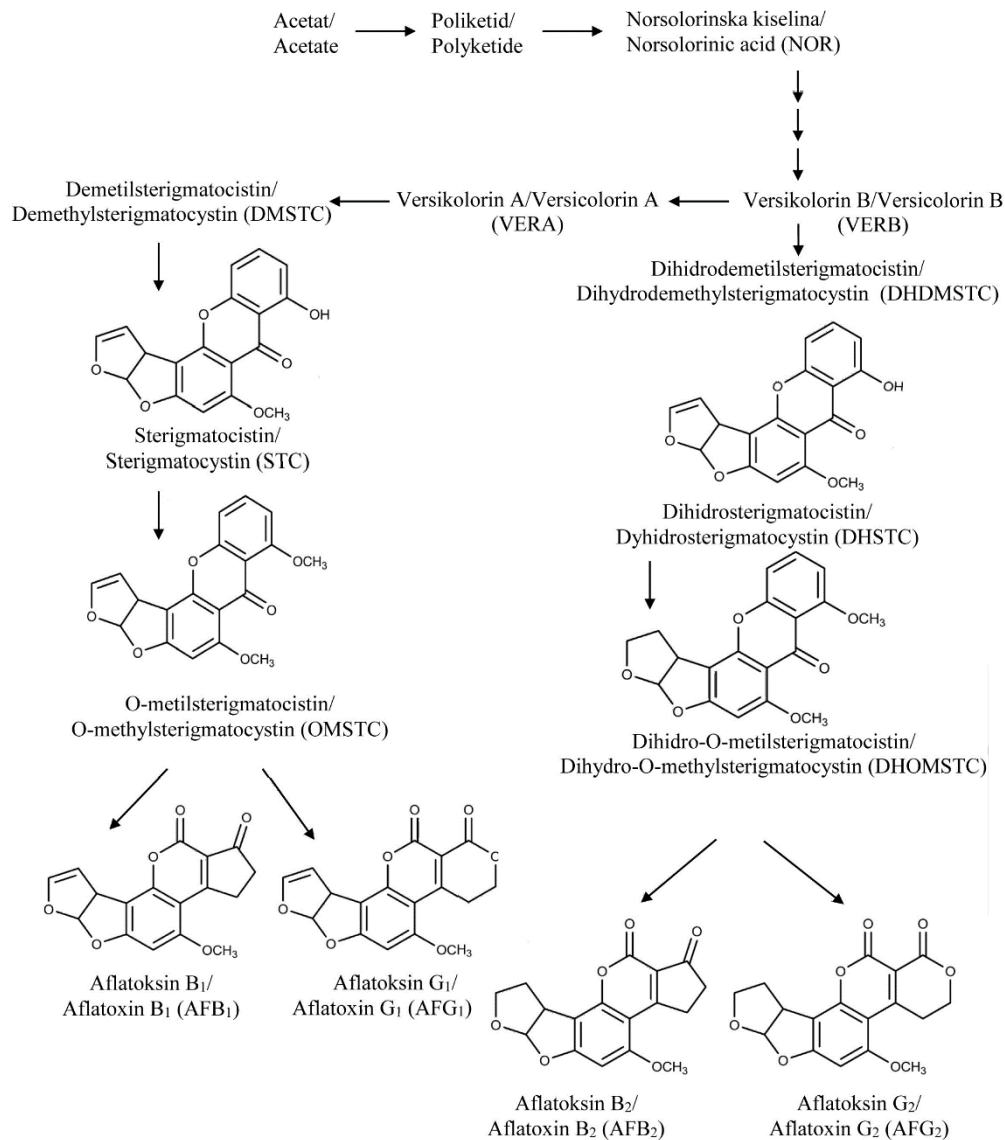 Acetat/
Acetate
Poliketid/
Polyketide
Norsolorinska kiselina/
Norsolorinic acid (NOR)
Demetilsterigmatocistin/
Demethylsterigmatocystin (DMSTC)
Versikolorin A/Versicolorin A
(VERA)
Versikolorin B/Versicolorin B
(VERB)
Dihidrodemetilsterigmatocistin/
Dihydrodemethylsterigmatocystin (DHDMSTC)
O
OH
O
O
O
OCH3
Sterigmatocistin/
Sterigmatocystin (STC)
O
OH
O
O
O
OCH3
Dihidrosterigmatocistin/
Dyhidrosterigmatocystin (DHSTC)
O
OCH3
O
O
O
OCH3
O-metilsterigmatocistin/
O-methylsterigmatocystin (OMSTC)
O
OCH3
O
O
O
OCH3
Dihidro-O-metilsterigmatocistin/
Dihydro-O-methylsterigmatocystin (DHOMSTC)
O
O
O
O
O
OCH3
Aflatoksin B1/
Aflatoxin B1 (AFB1)
O
O
O
O
O
O
OCH3
Aflatoksin G1/
Aflatoxin G1 (AFG1)
O
O
O
O
O
OCH3
Aflatoksin B2/
Aflatoxin B2 (AFB2)
O
O
O
O
O
O
OCH3
Aflatoksin G2/
Aflatoxin G2 (AFG2)